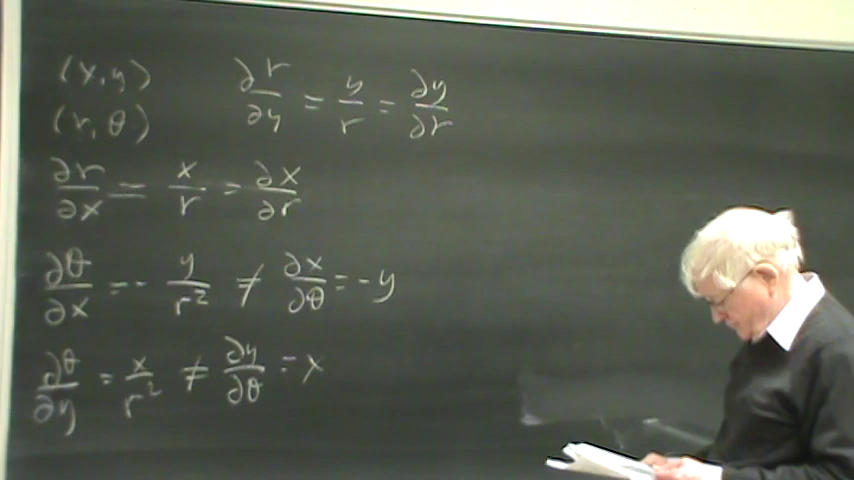 (x,y) ∂r/∂y = y/r = ∂y/∂r
(r,θ)
∂r/∂x = x/r = ∂x/∂r
∂θ/∂x = - y/r² ≠ ∂x/∂θ = -y
∂θ/∂y = x/r² ≠ ∂y/∂θ = x